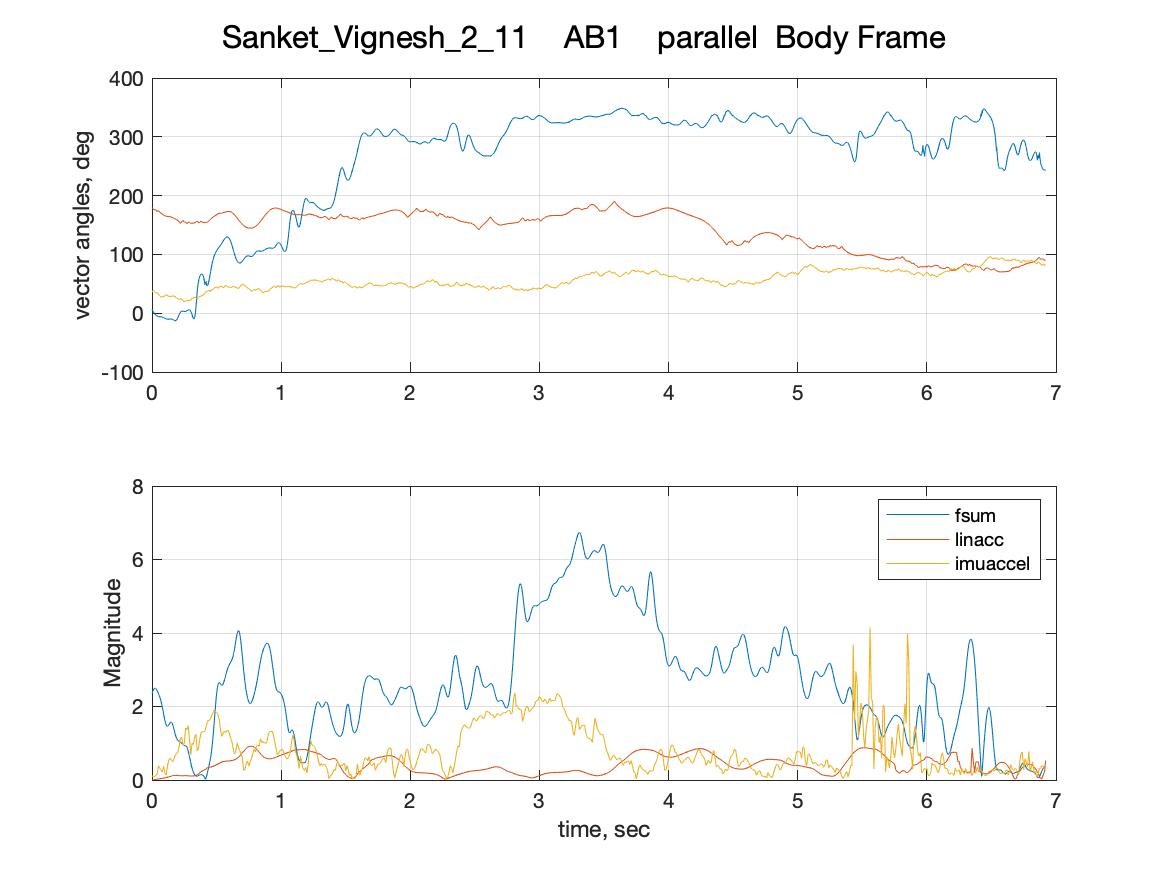 Sanket_Vignesh_2_11 AB1 parallel Body Frame
400
300
200
100
0
-100
vector angles, deg
0 1 2 3 4 5 6 7
8
6
4
2
0
Magnitude
fsum
linacc
imuaccel
0 1 2 3 4 5 6 7
time, sec